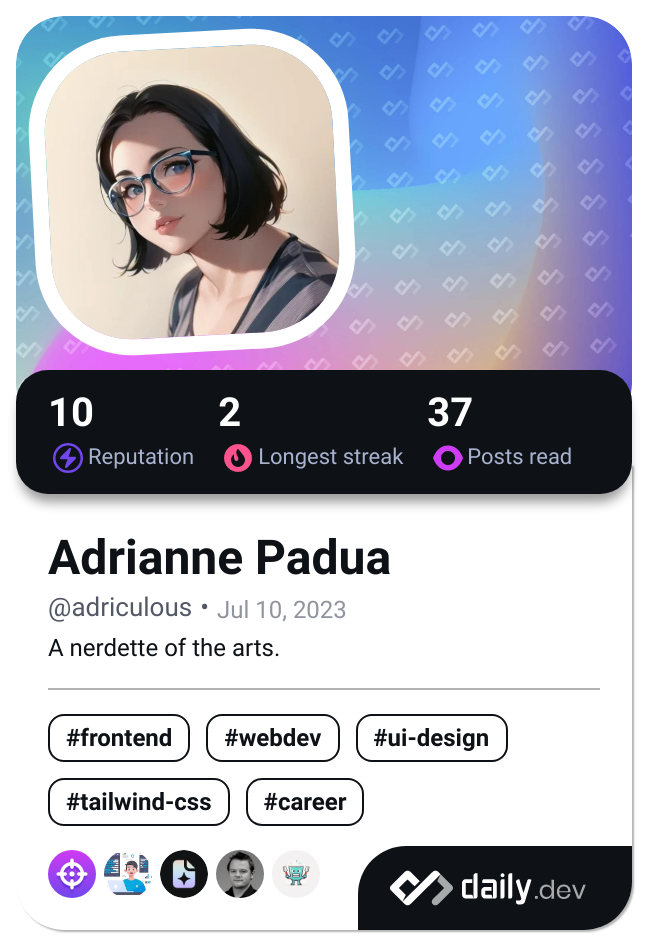 10 2 37
Reputation Longest streak Posts read
Adrianne Padua
@adriculous • Jul 10, 2023
A nerdette of the arts.
#frontend #webdev #ui-design
#tailwind-css #career
daily.dev